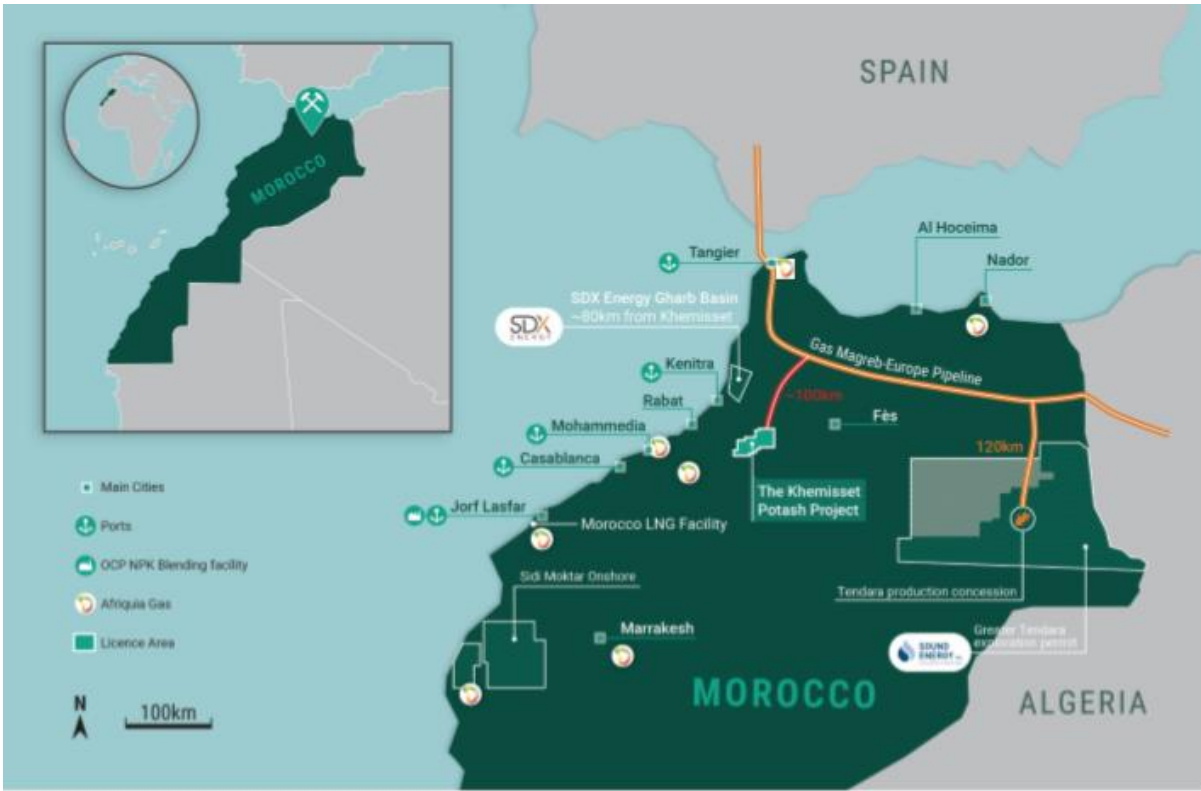 SPAIN
MOROCCO
Al Hoceima
Tangier
Nador
SDX Energy Gharb Basin
~80km from Khemisset
SDX
ENERGY
Gas Magreb-Europe Pipeline
Kenitra
~100km
Rabat
Fès
Mohammedia
120km
Casablanca
Main Cities
The Khemisset
Potash Project
Jorf Lasfar
Ports
Morocco LNG Facility
OCP NPK Blending facility
Sidi Moktar Onshore
Tendara production concession
Afriquia Gas
Marrakesh
Greater Tendara
exploration permit
Licence Area
SOUND
ENERGY
MOROCCO
ALGERIA
N
100km